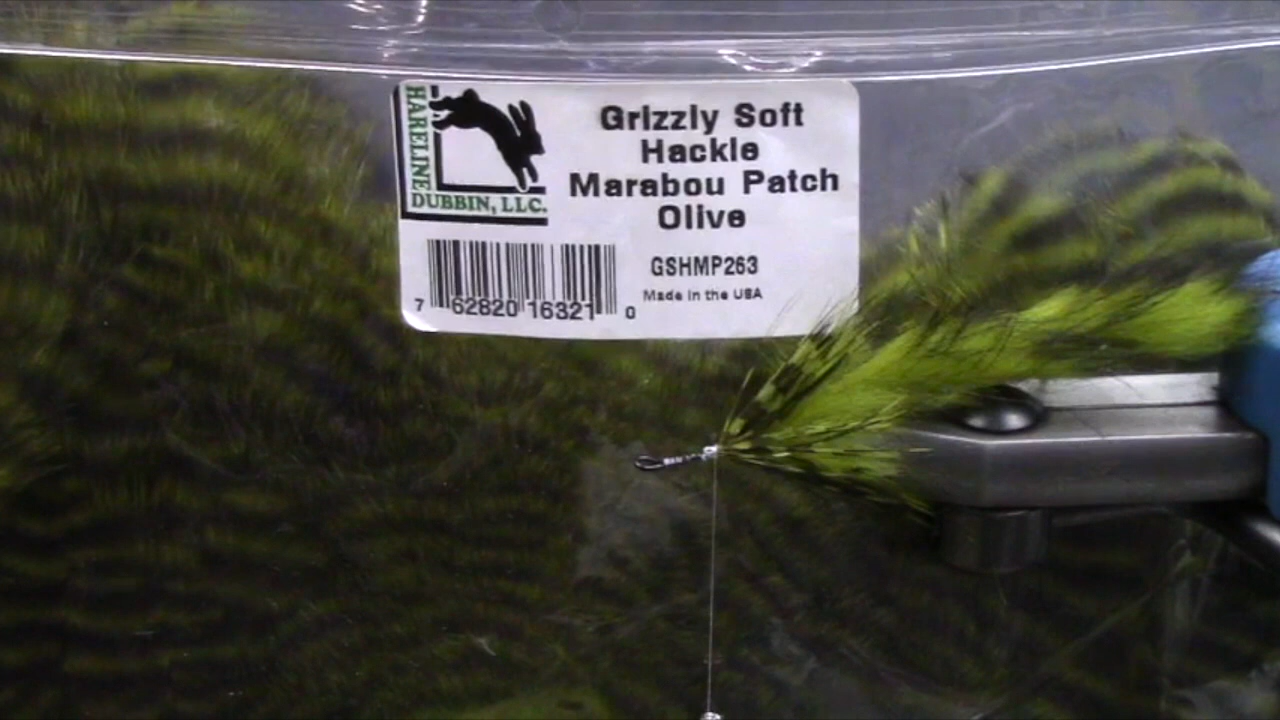 HARELINE
DUBBIN, LLC.
Grizzly Soft
Hackle
Marabou Patch
Olive
GSHMP263
Made in the USA
7 62820 16321 0